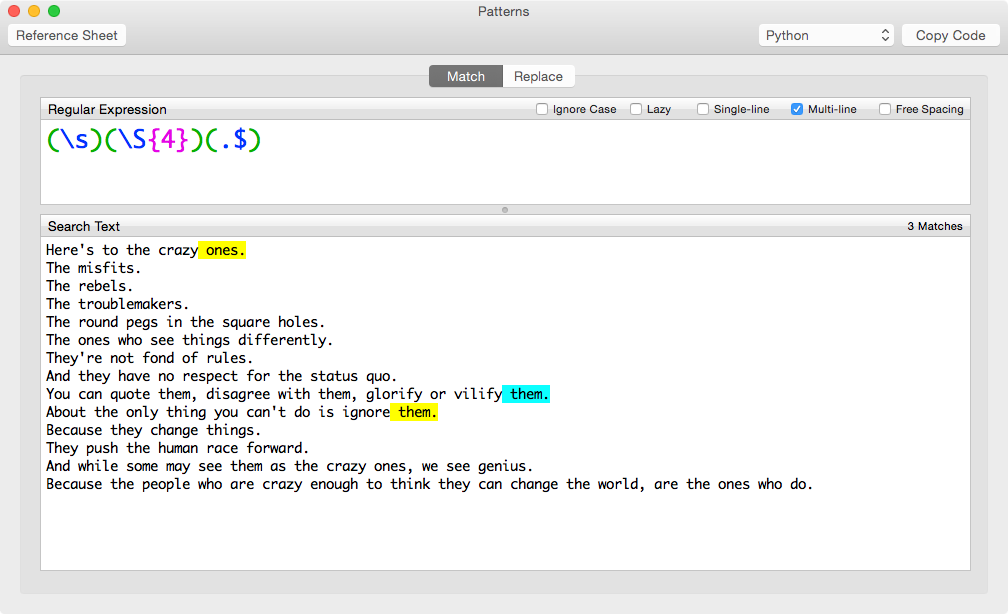 Patterns
Reference Sheet Python Copy Code
Match Replace
Regular Expression Ignore Case Lazy Single-line Multi-line Free Spacing
(\s)(\S{4})(.$)
Search Text 3 Matches
Here's to the crazy ones.
The misfits.
The rebels.
The troublemakers.
The round pegs in the square holes.
The ones who see things differently.
They're not fond of rules.
And they have no respect for the status quo.
You can quote them, disagree with them, glorify or vilify them.
About the only thing you can't do is ignore them.
Because they change things.
They push the human race forward.
And while some may see them as the crazy ones, we see genius.
Because the people who are crazy enough to think they can change the world, are the ones who do.